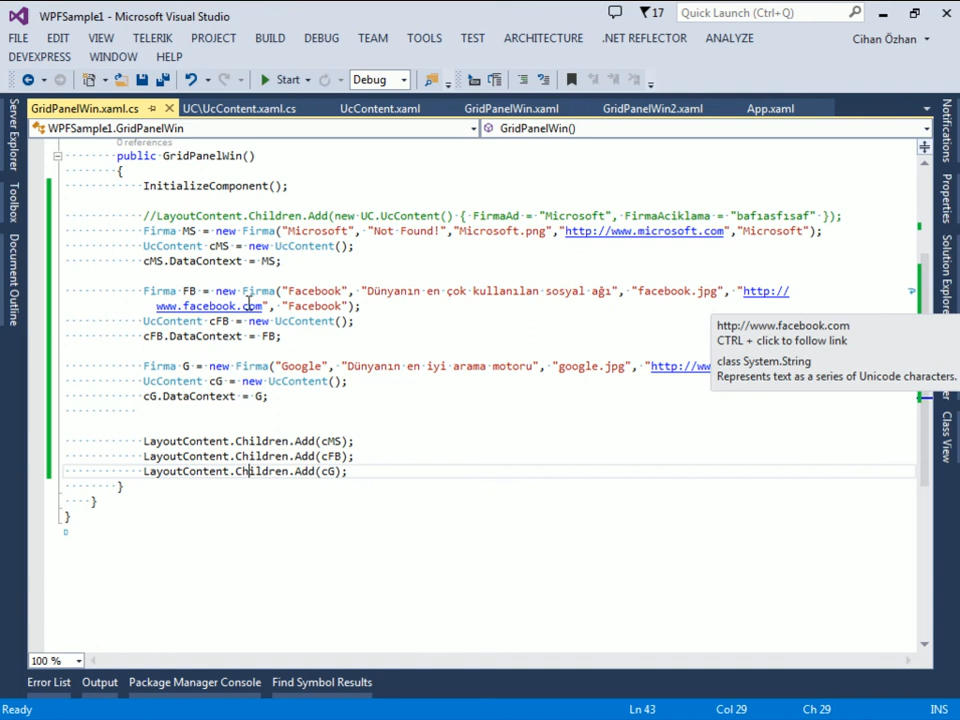 WPFSample1 - Microsoft Visual Studio
17
Quick Launch (Ctrl+Q)
FILE EDIT VIEW TELERIK PROJECT BUILD DEBUG TEAM TOOLS TEST ARCHITECTURE .NET REFLECTOR ANALYZE
Cihan Özhan
DEVEXPRESS WINDOW HELP
Start
Debug
GridPanelWin.xaml.cs UC\UcContent.xaml.cs UcContent.xaml GridPanelWin.xaml GridPanelWin2.xaml App.xaml
WPFSample1.GridPanelWin GridPanelWin()
0 references
public GridPanelWin()
{
InitializeComponent();
//LayoutContent.Children.Add(new UC.UcContent() { FirmaAd = "Microsoft", FirmaAciklama = "bafıasfısaf" });
Firma MS = new Firma("Microsoft", "Not Found!","Microsoft.png","http://www.microsoft.com","Microsoft");
UcContent cMS = new UcContent();
cMS.DataContext = MS;
Firma FB = new Firma("Facebook", "Dünyanın en çok kullanılan sosyal ağı", "facebook.jpg", "http://
www.facebook.com", "Facebook");
UcContent cFB = new UcContent();
cFB.DataContext = FB;
Firma G = new Firma("Google", "Dünyanın en iyi arama motoru", "google.jpg", "http://ww
UcContent cG = new UcContent();
cG.DataContext = G;
LayoutContent.Children.Add(cMS);
LayoutContent.Children.Add(cFB);
LayoutContent.Children.Add(cG);
}
}
}
http://www.facebook.com
CTRL + click to follow link
class System.String
Represents text as a series of Unicode characters.
Server Explorer
Toolbox
Document Outline
Notifications
Properties
Solution Explorer
Class View
100 %
Error List Output Package Manager Console Find Symbol Results
Ready Ln 43 Col 29 Ch 29 INS